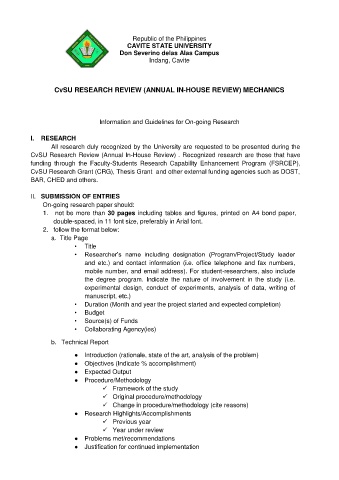 Republic of the Philippines
CAVITE STATE UNIVERSITY
Don Severino delas Alas Campus
Indang, Cavite
CvSU RESEARCH REVIEW (ANNUAL IN-HOUSE REVIEW) MECHANICS
Information and Guidelines for On-going Research
I. RESEARCH
All research duly recognized by the University are requested to be presented during the
CvSU Research Review (Annual In-House Review) . Recognized research are those that have
funding through the Faculty-Students Research Capability Enhancement Program (FSRCEP),
CvSU Research Grant (CRG), Thesis Grant and other external funding agencies such as DOST,
BAR, CHED and others.
II. SUBMISSION OF ENTRIES
On-going research paper should:
1. not be more than 30 pages including tables and figures, printed on A4 bond paper,
double-spaced, in 11 font size, preferably in Arial font.
2. follow the format below:
a. Title Page
• Title
• Researcher's name including designation (Program/Project/Study leader
and etc.) and contact information (i.e. office telephone and fax numbers,
mobile number, and email address). For student-researchers, also include
the degree program. Indicate the nature of involvement in the study (i.e.
experimental design, conduct of experiments, analysis of data, writing of
manuscript, etc.)
• Duration (Month and year the project started and expected completion)
• Budget
• Source(s) of Funds
• Collaborating Agency(ies)
b. Technical Report
● Introduction (rationale, state of the art, analysis of the problem)
● Objectives (Indicate % accomplishment)
● Expected Output
● Procedure/Methodology
✓ Framework of the study
✓ Original procedure/methodology
✓ Change in procedure/methodology (cite reasons)
● Research Highlights/Accomplishments
✓ Previous year
✓ Year under review
● Problems met/recommendations
● Justification for continued implementation